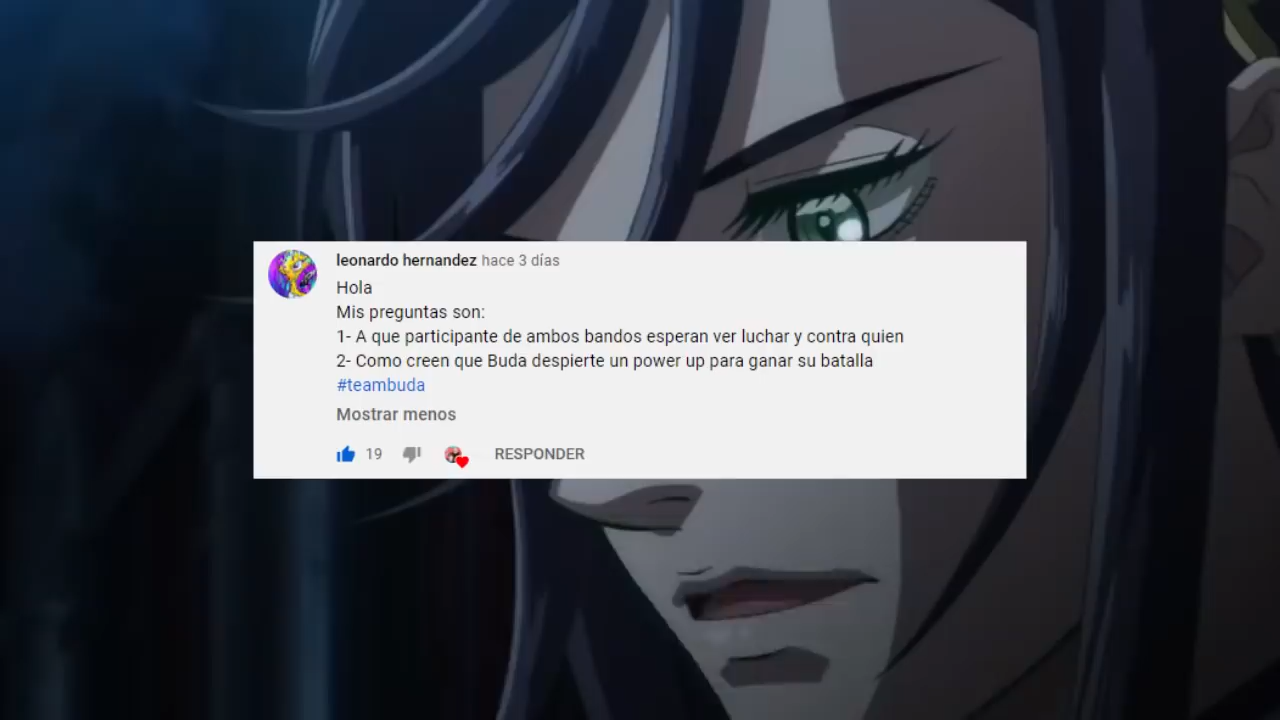 leonardo hernandez hace 3 días
Hola
Mis preguntas son:
1- A que participante de ambos bandos esperan ver luchar y contra quien
2- Como creen que Buda despierte un power up para ganar su batalla
#teambuda
Mostrar menos
19 RESPONDER